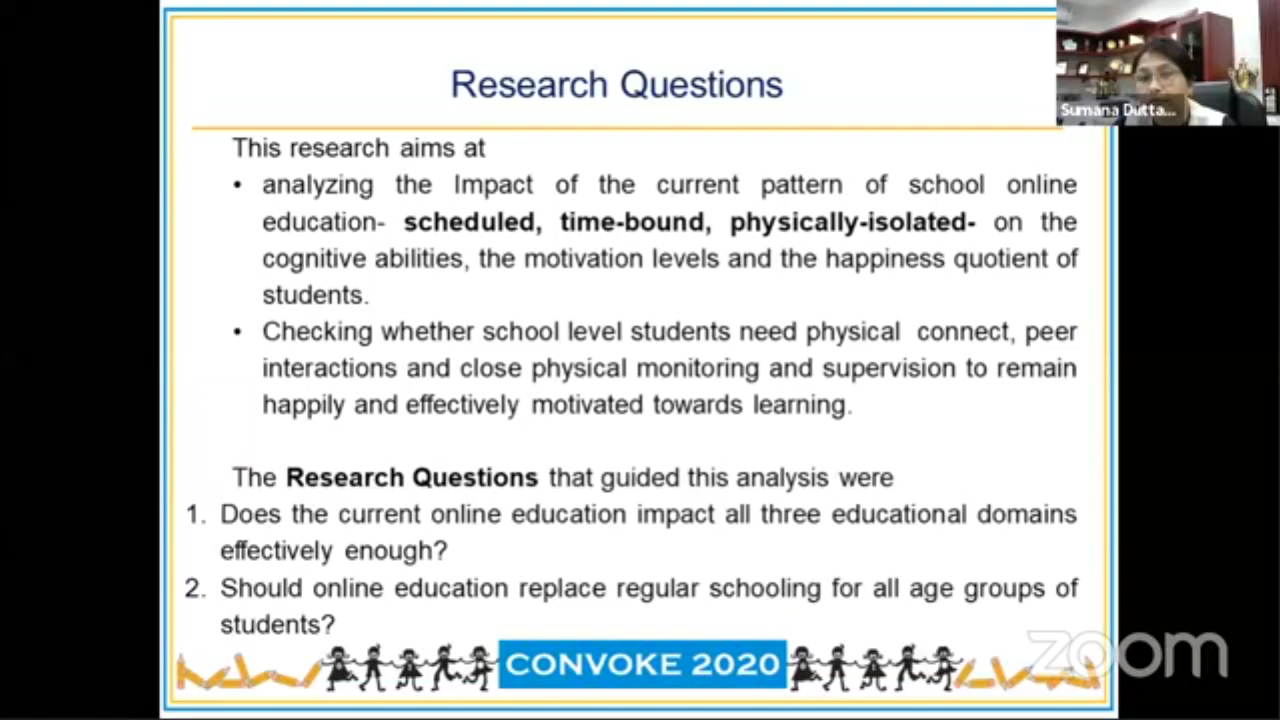 Research Questions
Sumana Dutta...
This research aims at
• analyzing the Impact of the current pattern of school online
education- scheduled, time-bound, physically-isolated- on the
cognitive abilities, the motivation levels and the happiness quotient of
students.
• Checking whether school level students need physical connect, peer
interactions and close physical monitoring and supervision to remain
happily and effectively motivated towards learning.
The Research Questions that guided this analysis were
1. Does the current online education impact all three educational domains
effectively enough?
2. Should online education replace regular schooling for all age groups of
students?
CONVOKE 2020
zoom